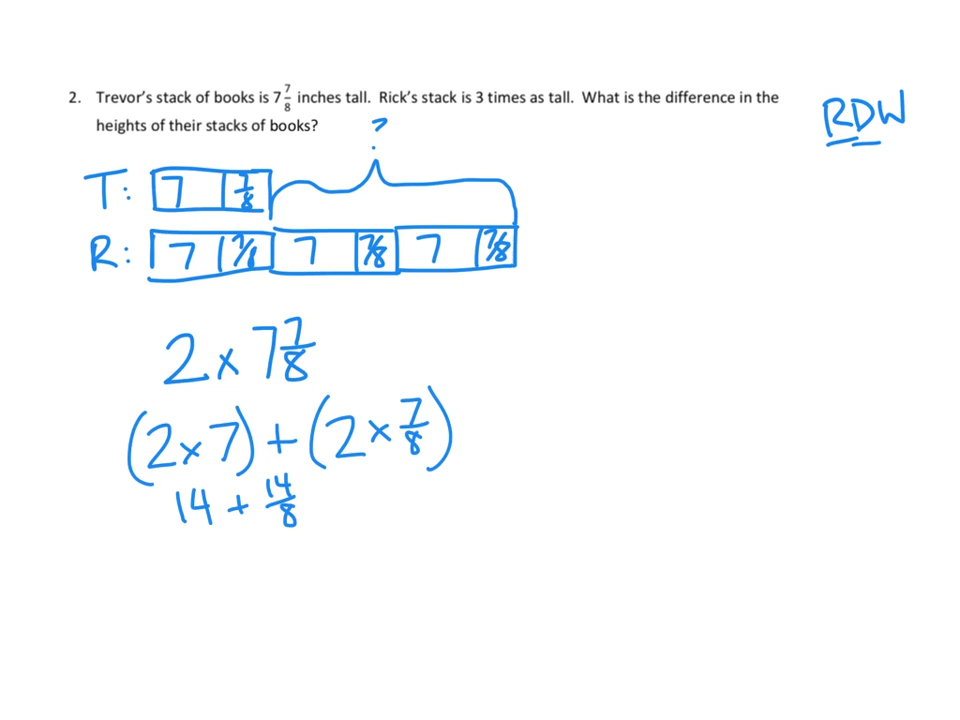 2. Trevor's stack of books is 7 7/8 inches tall. Rick's stack is 3 times as tall. What is the difference in the
heights of their stacks of books?
RDW
?
T: 7 7/8
R: 7 7/8 7 7/8 7 7/8
2 × 7 7/8
(2 × 7) + (2 × 7/8)
14 + 14/8